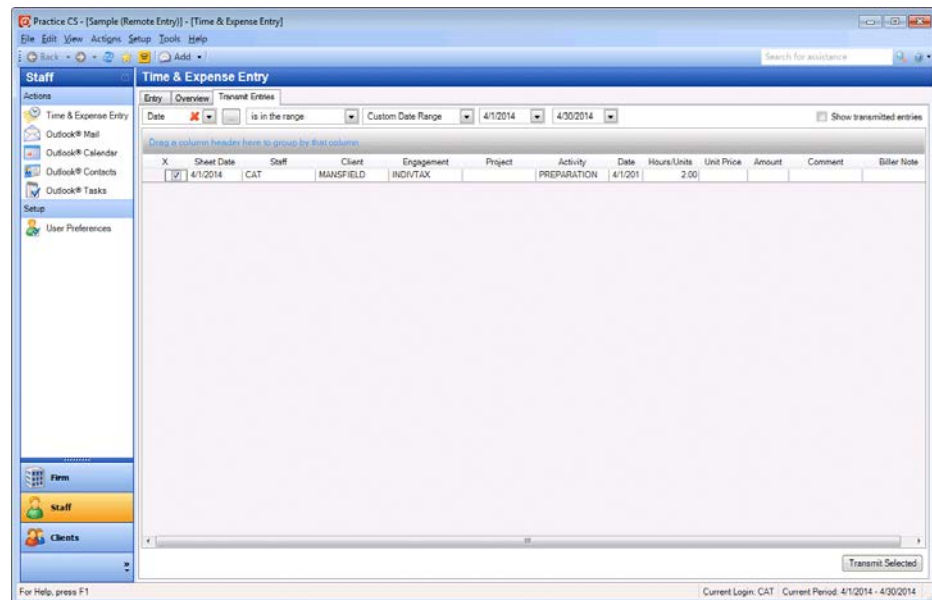 Practice CS - [Sample (Remote Entry)] - [Time & Expense Entry]
File Edit View Actions Setup Tools Help
Back Add Search for assistance
Staff
Time & Expense Entry
Actions
Entry Overview Transmit Entries
Time & Expense Entry
Date is in the range Custom Date Range 4/1/2014 4/30/2014 Show transmitted entries
Outlook® Mail
Drag a column header here to group by that column
Outlook® Calendar
X Sheet Date Staff Client Engagement Project Activity Date Hours/Units Unit Price Amount Comment Biller Note
Outlook® Contacts
4/1/2014 CAT MANSFIELD INDIVTAX PREPARATION 4/1/201 2.00
Outlook® Tasks
Setup
User Preferences
Firm
Staff
Clients
Transmit Selected
For Help, press F1 Current Login: CAT Current Period: 4/1/2014 - 4/30/2014